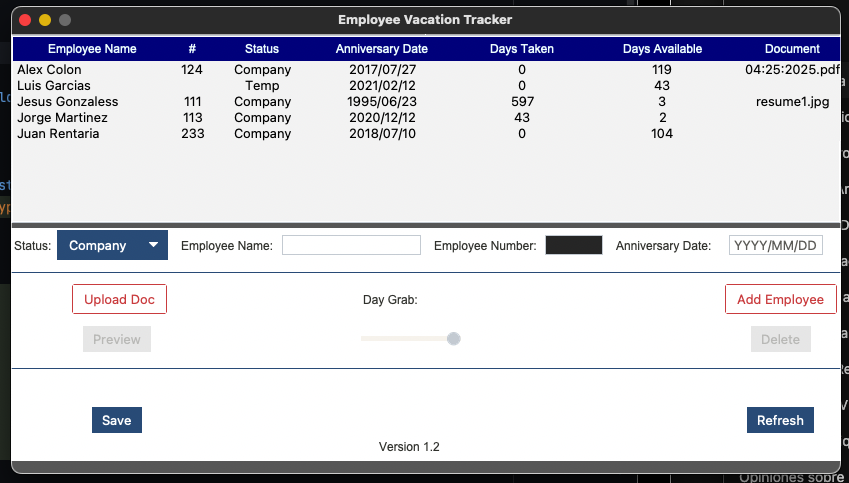 Employee Vacation Tracker
Employee Name # Status Anniversary Date Days Taken Days Available Document
Alex Colon 124 Company 2017/07/27 0 119 04:25:2025.pdf
Luis Garcias Temp 2021/02/12 0 43
Jesus Gonzaless 111 Company 1995/06/23 597 3 resume1.jpg
Jorge Martinez 113 Company 2020/12/12 43 2
Juan Rentaria 233 Company 2018/07/10 0 104
Status: Company Employee Name: Employee Number: Anniversary Date: YYYY/MM/DD
Upload Doc Day Grab: Add Employee
Preview Delete
Save Refresh
Version 1.2
Opiniones sobre